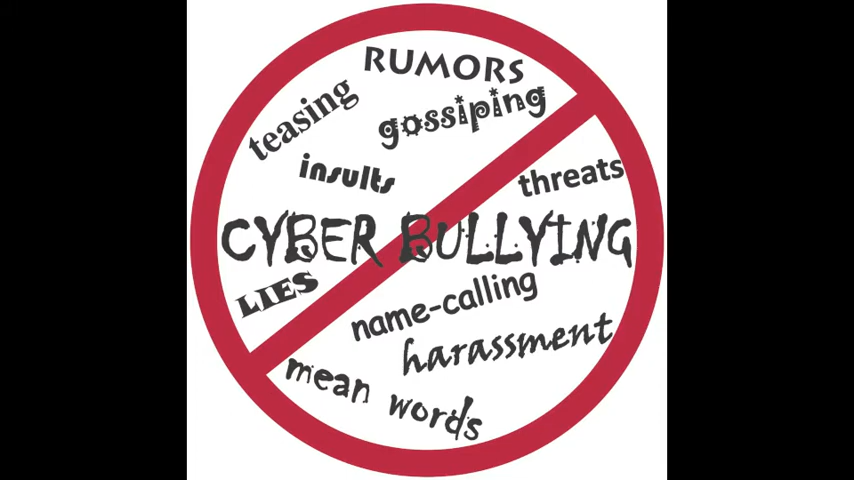 RUMORS
teasing
gossiping
insults
threats
CYBER BULLYING
LIES
name-calling
harassment
mean words